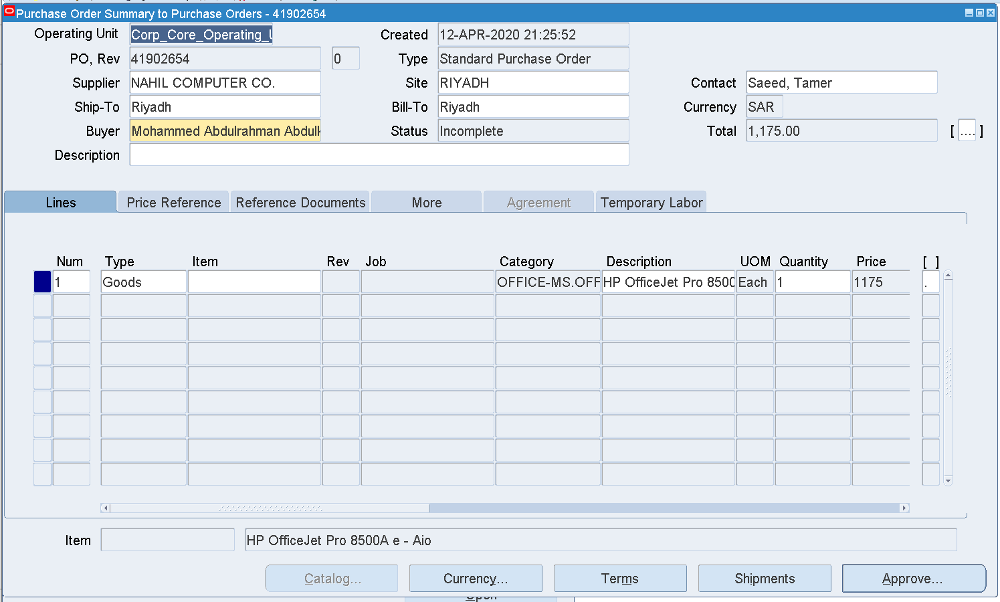 Purchase Order Summary to Purchase Orders - 41902654
Operating Unit Corp_Core_Operating_U Created 12-APR-2020 21:25:52
PO, Rev 41902654 0 Type Standard Purchase Order
Supplier NAHIL COMPUTER CO. Site RIYADH Contact Saeed, Tamer
Ship-To Riyadh Bill-To Riyadh Currency SAR
Buyer Mohammed Abdulrahman Abdulk Status Incomplete Total 1,175.00 [ .... ]
Description
Lines Price Reference Reference Documents More Agreement Temporary Labor
Num Type Item Rev Job Category Description UOM Quantity Price [ ]
1 Goods OFFICE-MS.OFF HP OfficeJet Pro 8500 Each 1 1175 .
Item HP OfficeJet Pro 8500A e - Aio
Catalog... Currency... Terms Shipments Approve...
Open